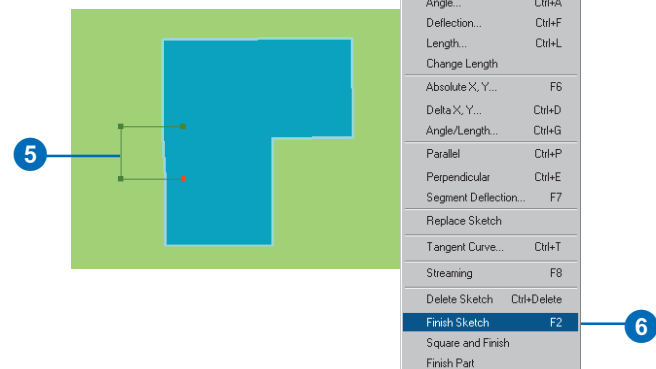 Angle... Ctrl+A
Deflection... Ctrl+F
Length... Ctrl+L
Change Length
Absolute X, Y... F6
Delta X, Y... Ctrl+D
Angle/Length... Ctrl+G
Parallel Ctrl+P
Perpendicular Ctrl+E
Segment Deflection... F7
Replace Sketch
Tangent Curve... Ctrl+T
Streaming F8
Delete Sketch Ctrl+Delete
Finish Sketch F2
Square and Finish
Finish Part
5
6